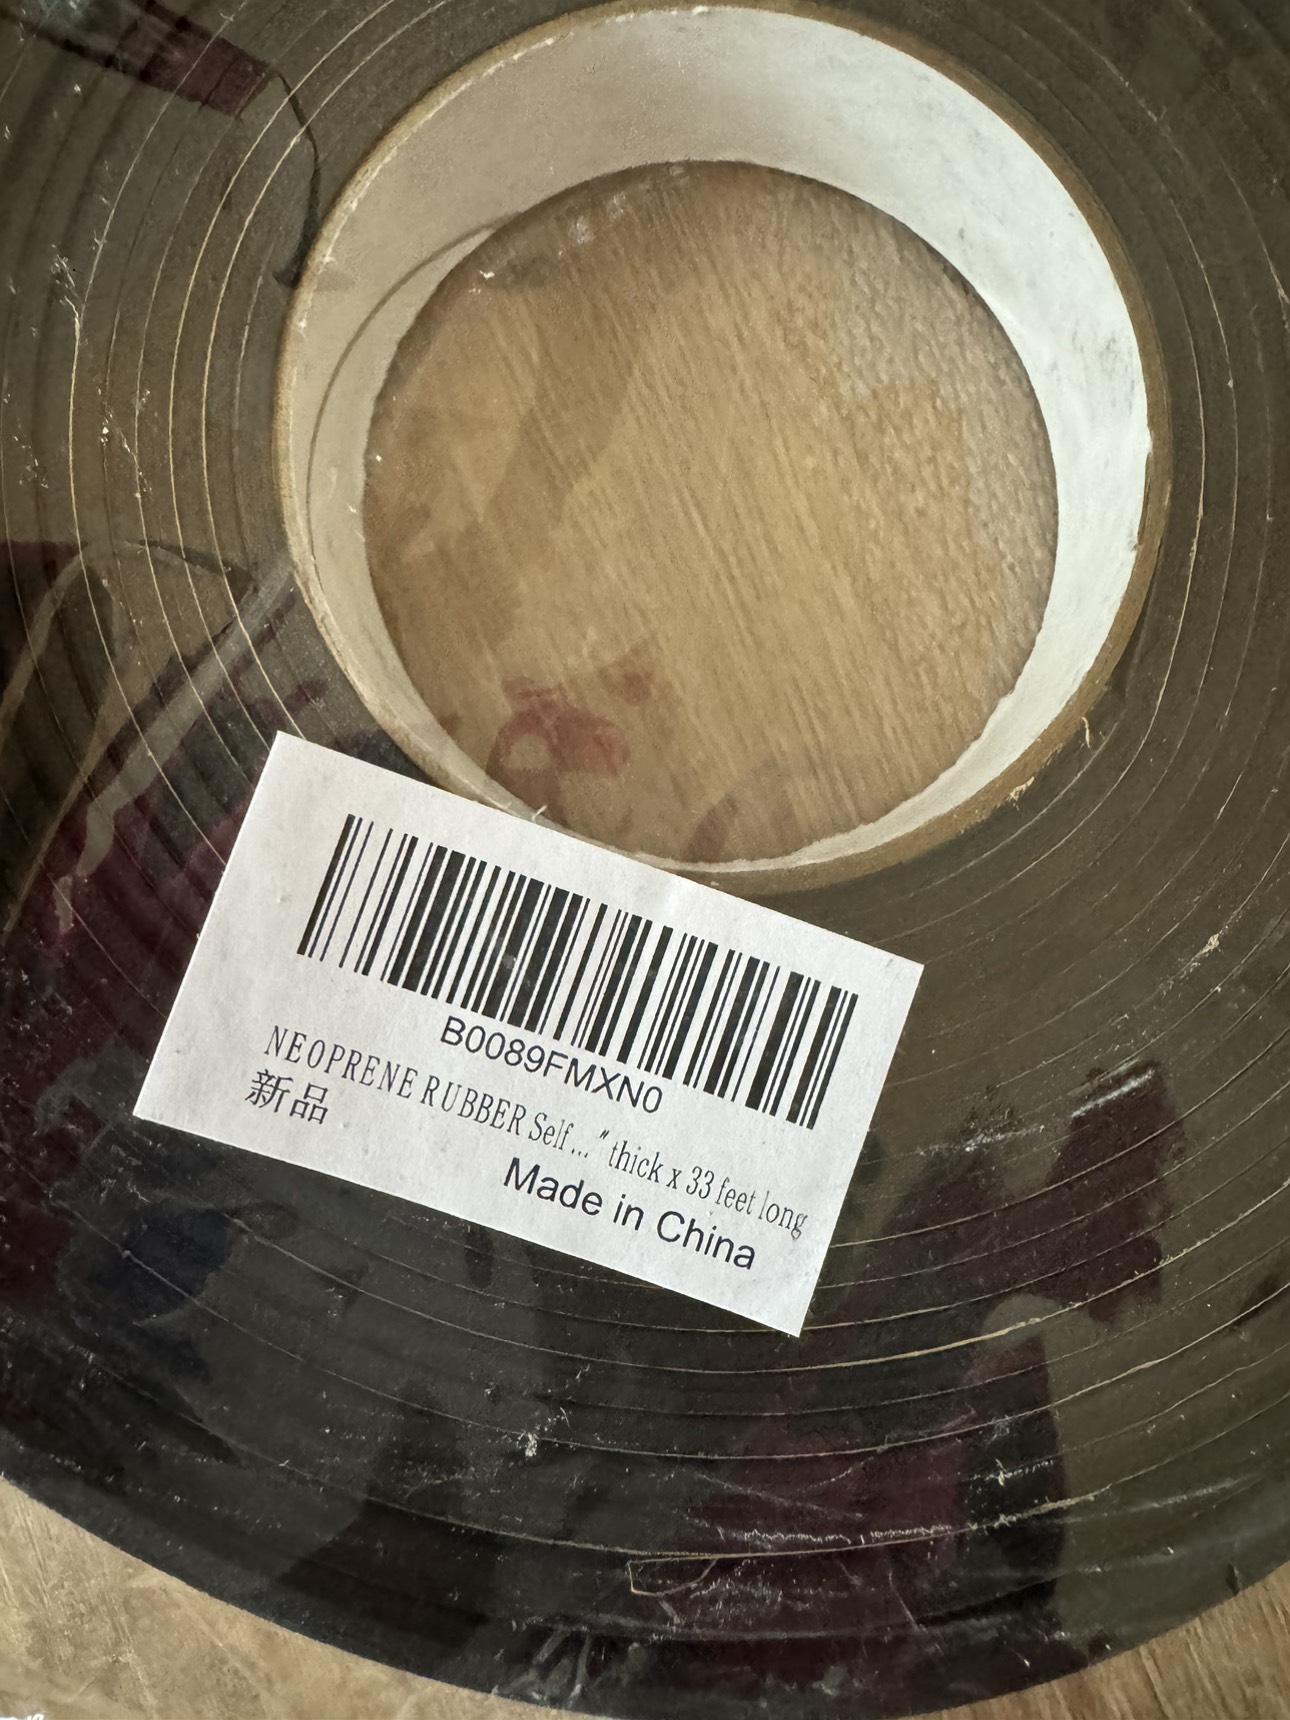 B0089FMXN0
NEOPRENE RUBBER Self... " thick x 33 feet long
新品
Made in China